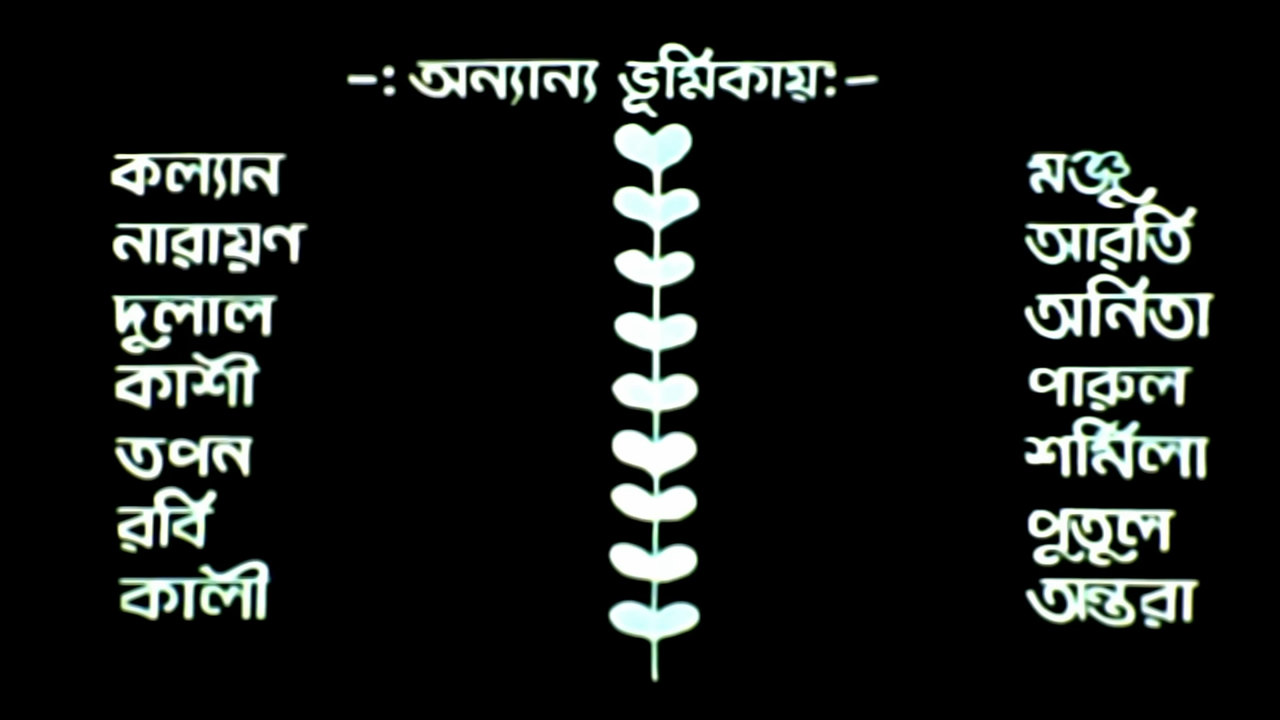 -: অন্যান্য ভূমিকায়:-
কল্যান
নারায়ণ
দুলাল
কাশী
তপন
রবি
কালী
মঞ্জু
আরতি
অনিতা
পারুল
শর্মিলা
পুতুল
অন্তরা